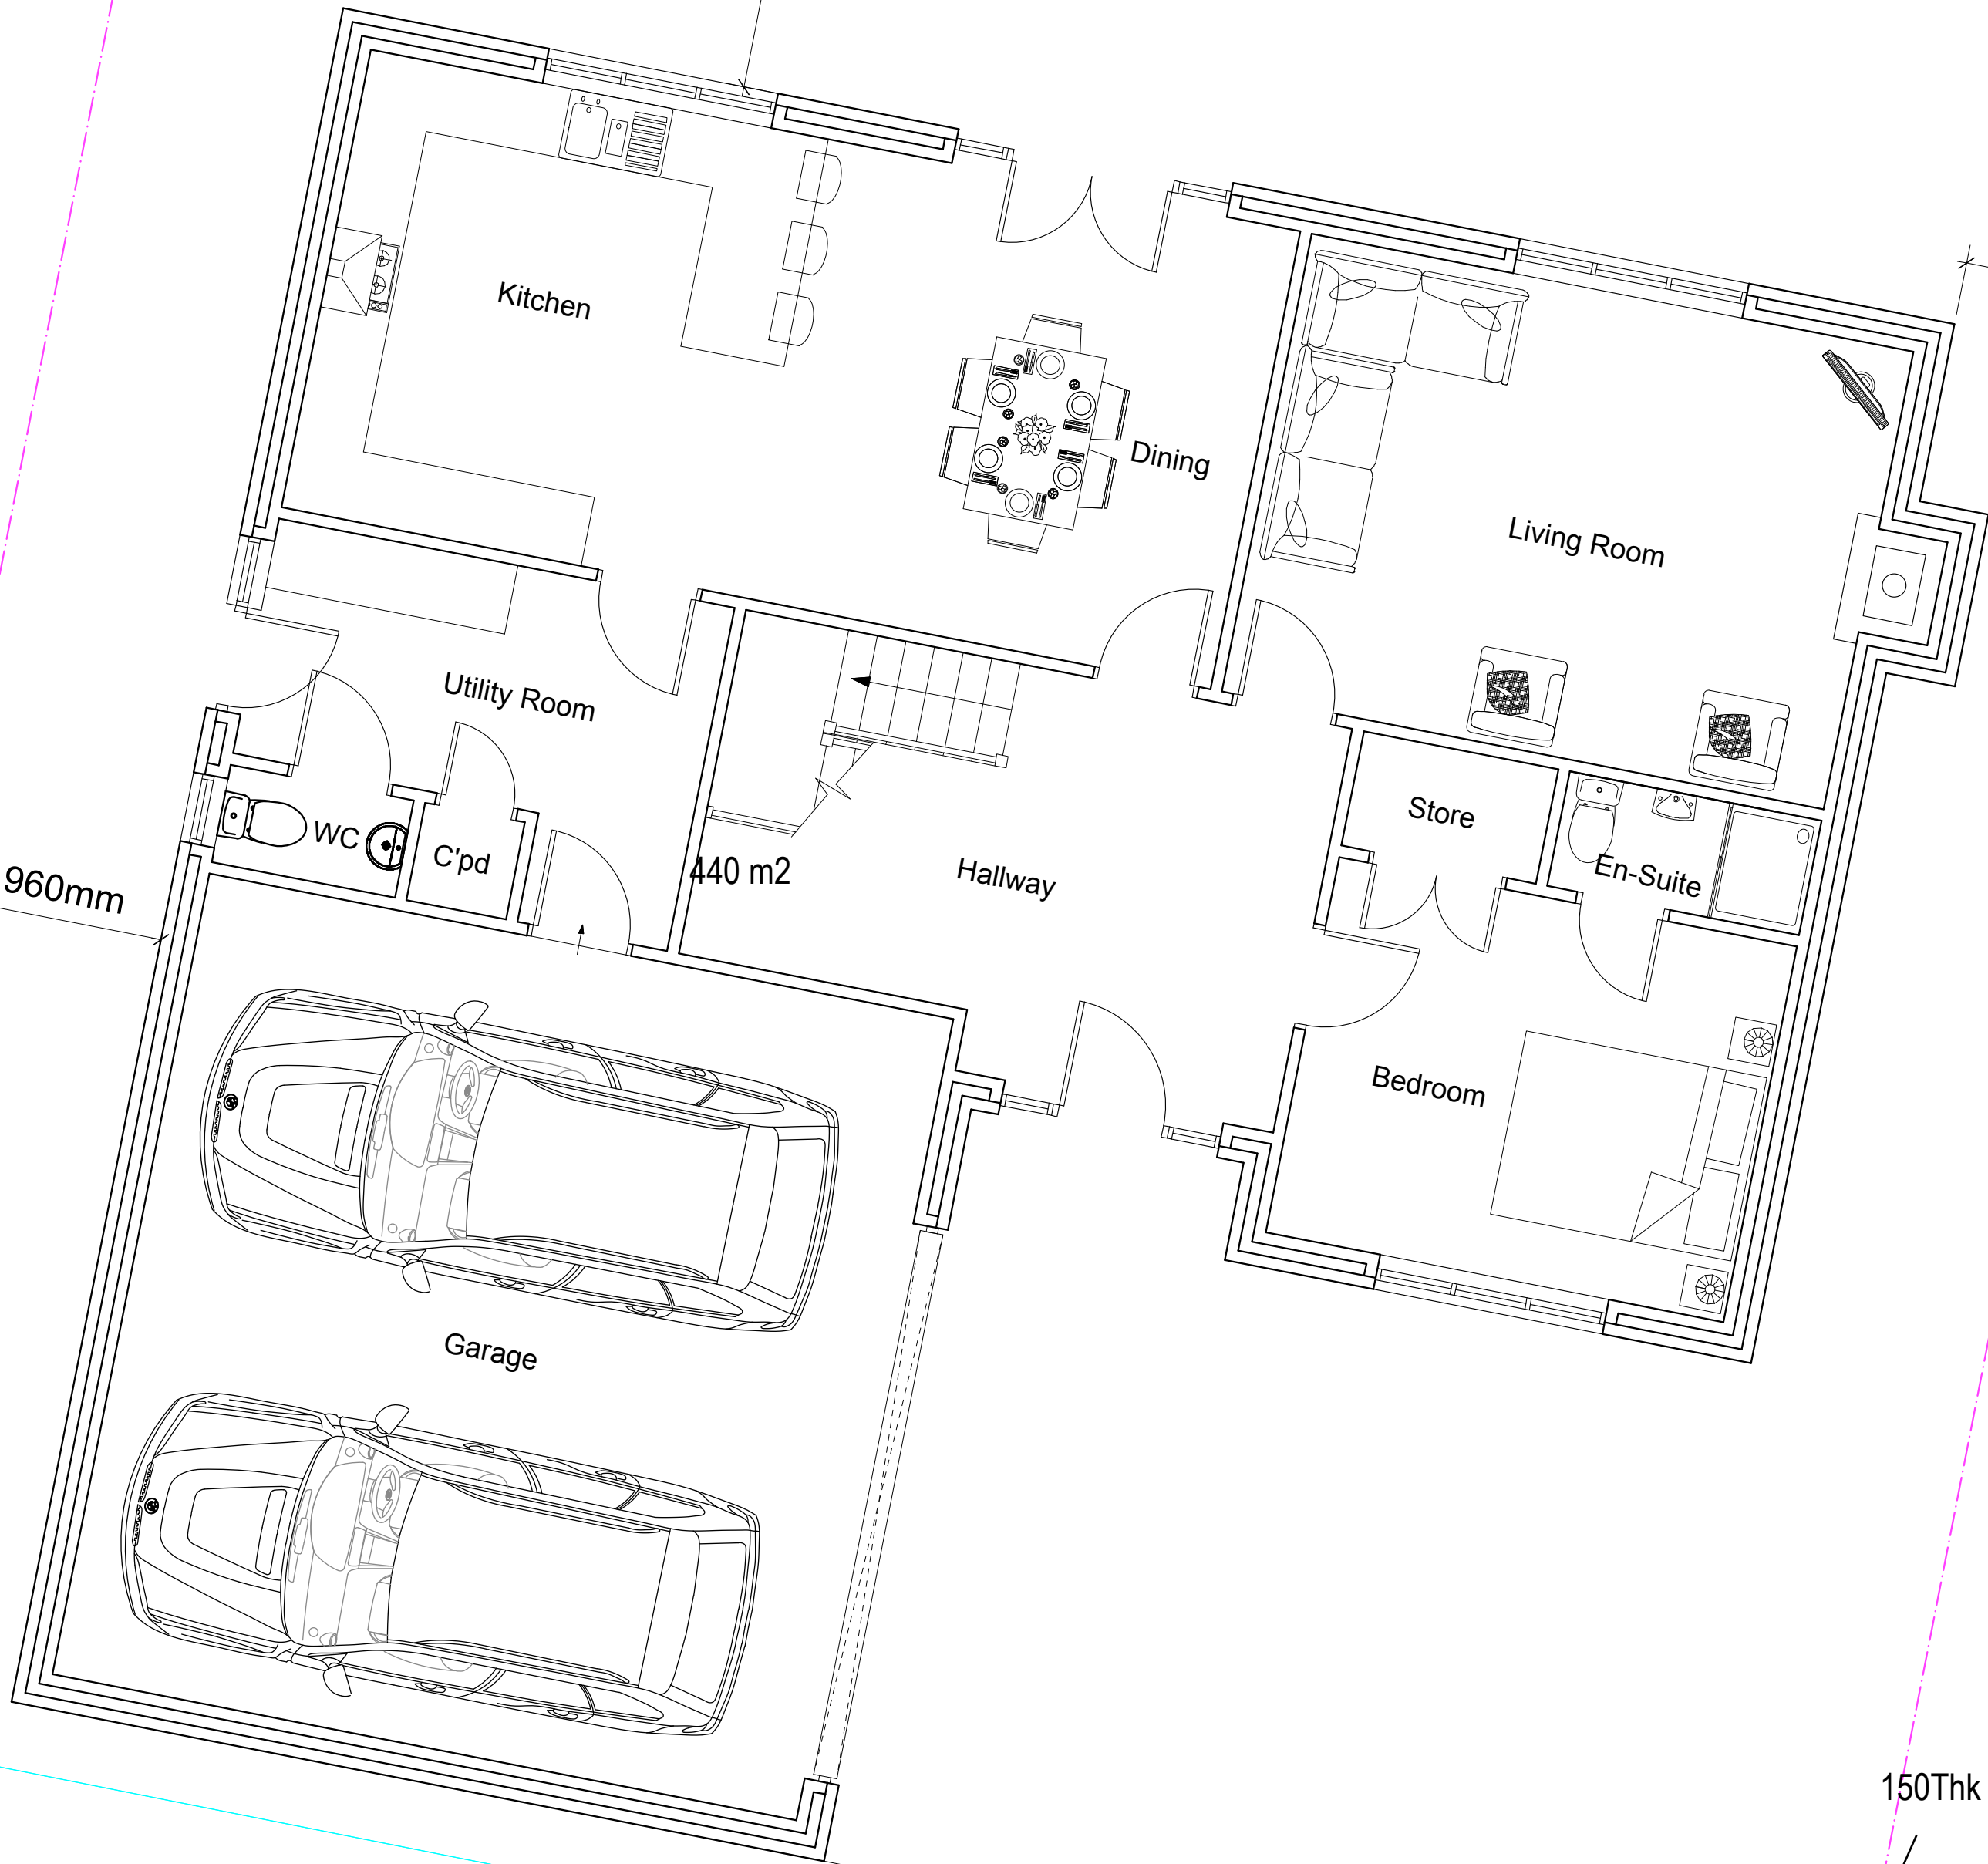 Kitchen
Dining
Living Room
Utility Room
Store
WC
C'pd
En-Suite
960mm
440 m2
Hallway
Bedroom
Garage
150Thk